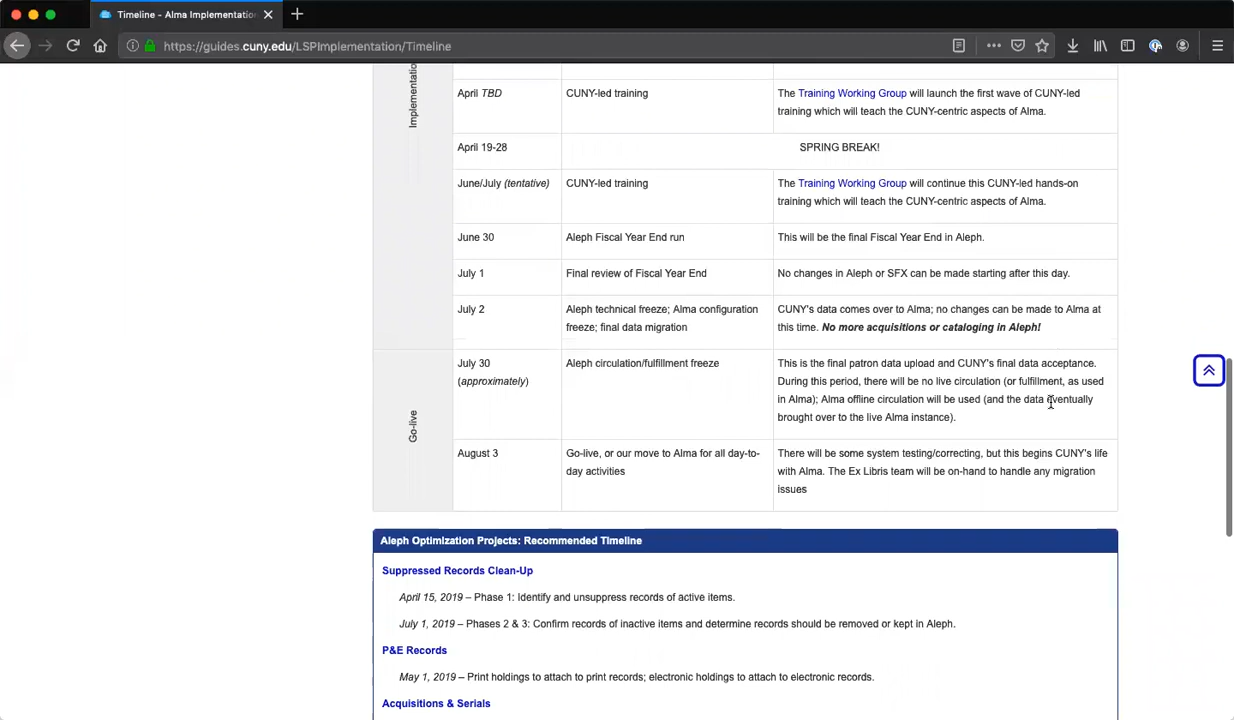 Timeline - Alma Implementatio
https://guides.cuny.edu/LSPImplementation/Timeline
Implementatio
April TBD
CUNY-led training
The Training Working Group will launch the first wave of CUNY-led
training which will teach the CUNY-centric aspects of Alma.
April 19-28
SPRING BREAK!
June/July (tentative)
CUNY-led training
The Training Working Group will continue this CUNY-led hands-on
training which will teach the CUNY-centric aspects of Alma.
June 30
Aleph Fiscal Year End run
This will be the final Fiscal Year End in Aleph.
July 1
Final review of Fiscal Year End
No changes in Aleph or SFX can be made starting after this day.
July 2
Aleph technical freeze; Alma configuration
freeze; final data migration
CUNY's data comes over to Alma; no changes can be made to Alma at
this time. No more acquisitions or cataloging in Aleph!
Go-live
July 30
(approximately)
Aleph circulation/fulfillment freeze
This is the final patron data upload and CUNY's final data acceptance.
During this period, there will be no live circulation (or fulfillment, as used
in Alma); Alma offline circulation will be used (and the data eventually
brought over to the live Alma instance).
August 3
Go-live, or our move to Alma for all day-to-
day activities
There will be some system testing/correcting, but this begins CUNY's life
with Alma. The Ex Libris team will be on-hand to handle any migration
issues
Aleph Optimization Projects: Recommended Timeline
Suppressed Records Clean-Up
April 15, 2019 – Phase 1: Identify and unsuppress records of active items.
July 1, 2019 – Phases 2 & 3: Confirm records of inactive items and determine records should be removed or kept in Aleph.
P&E Records
May 1, 2019 – Print holdings to attach to print records; electronic holdings to attach to electronic records.
Acquisitions & Serials